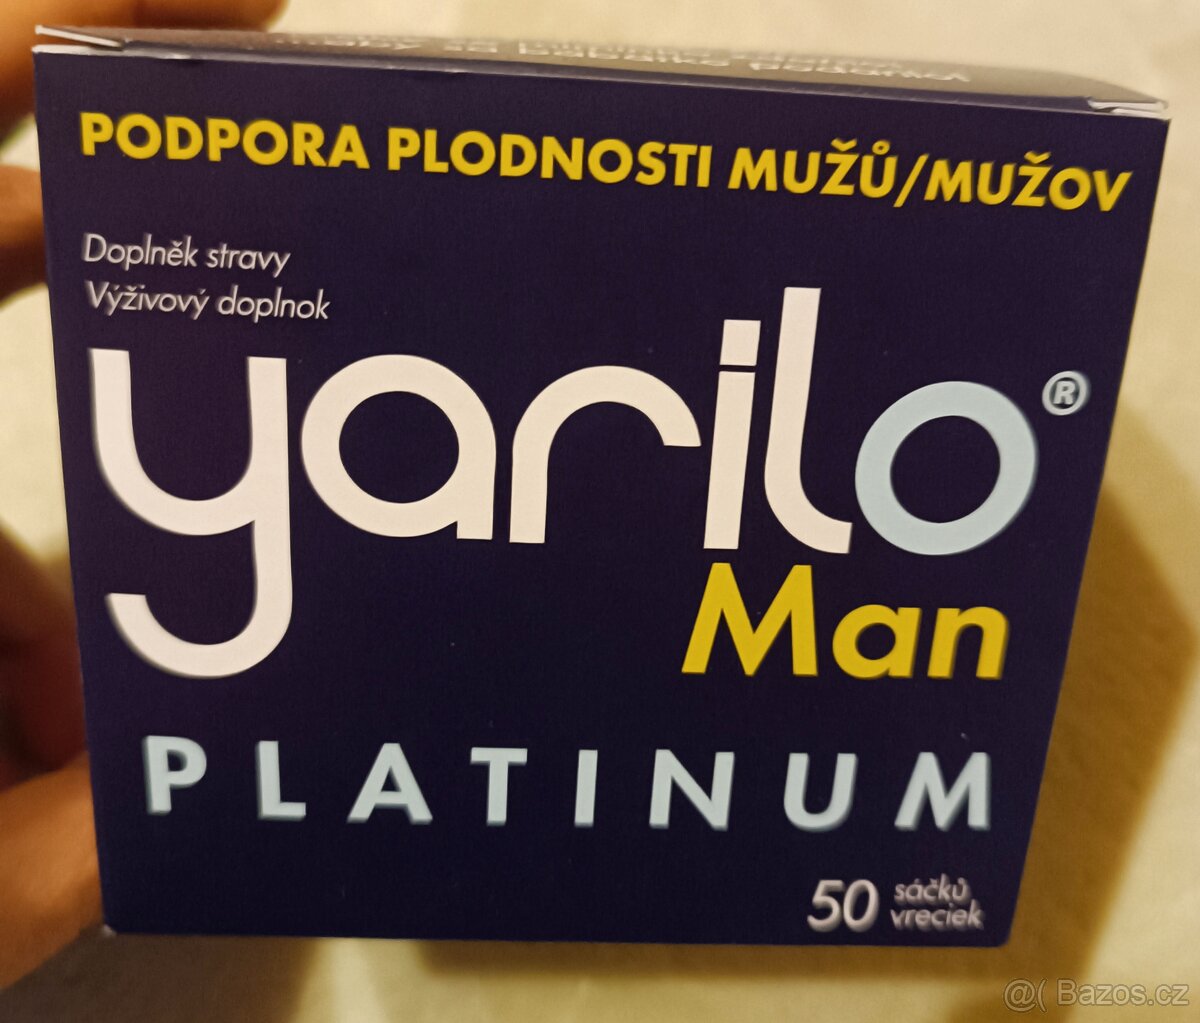 PODPORA PLODNOSTI MUŽŮ/MUŽOV
Doplněk stravy
Výživový doplnok
yarilo®
Man
PLATINUM
50 sáčků
vreciek
@( Bazos.cz